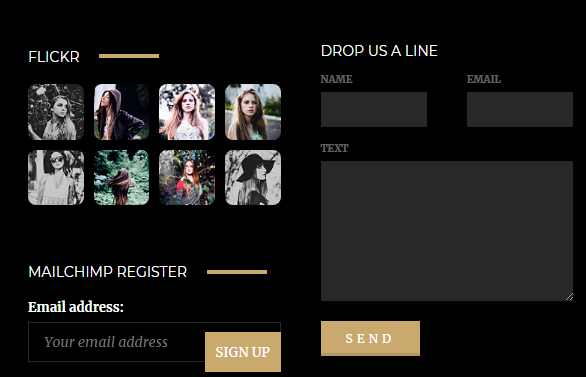 FLICKR
MAILCHIMP REGISTER
Email address:
Your email address
SIGN UP
DROP US A LINE
NAME
EMAIL
TEXT
SEND